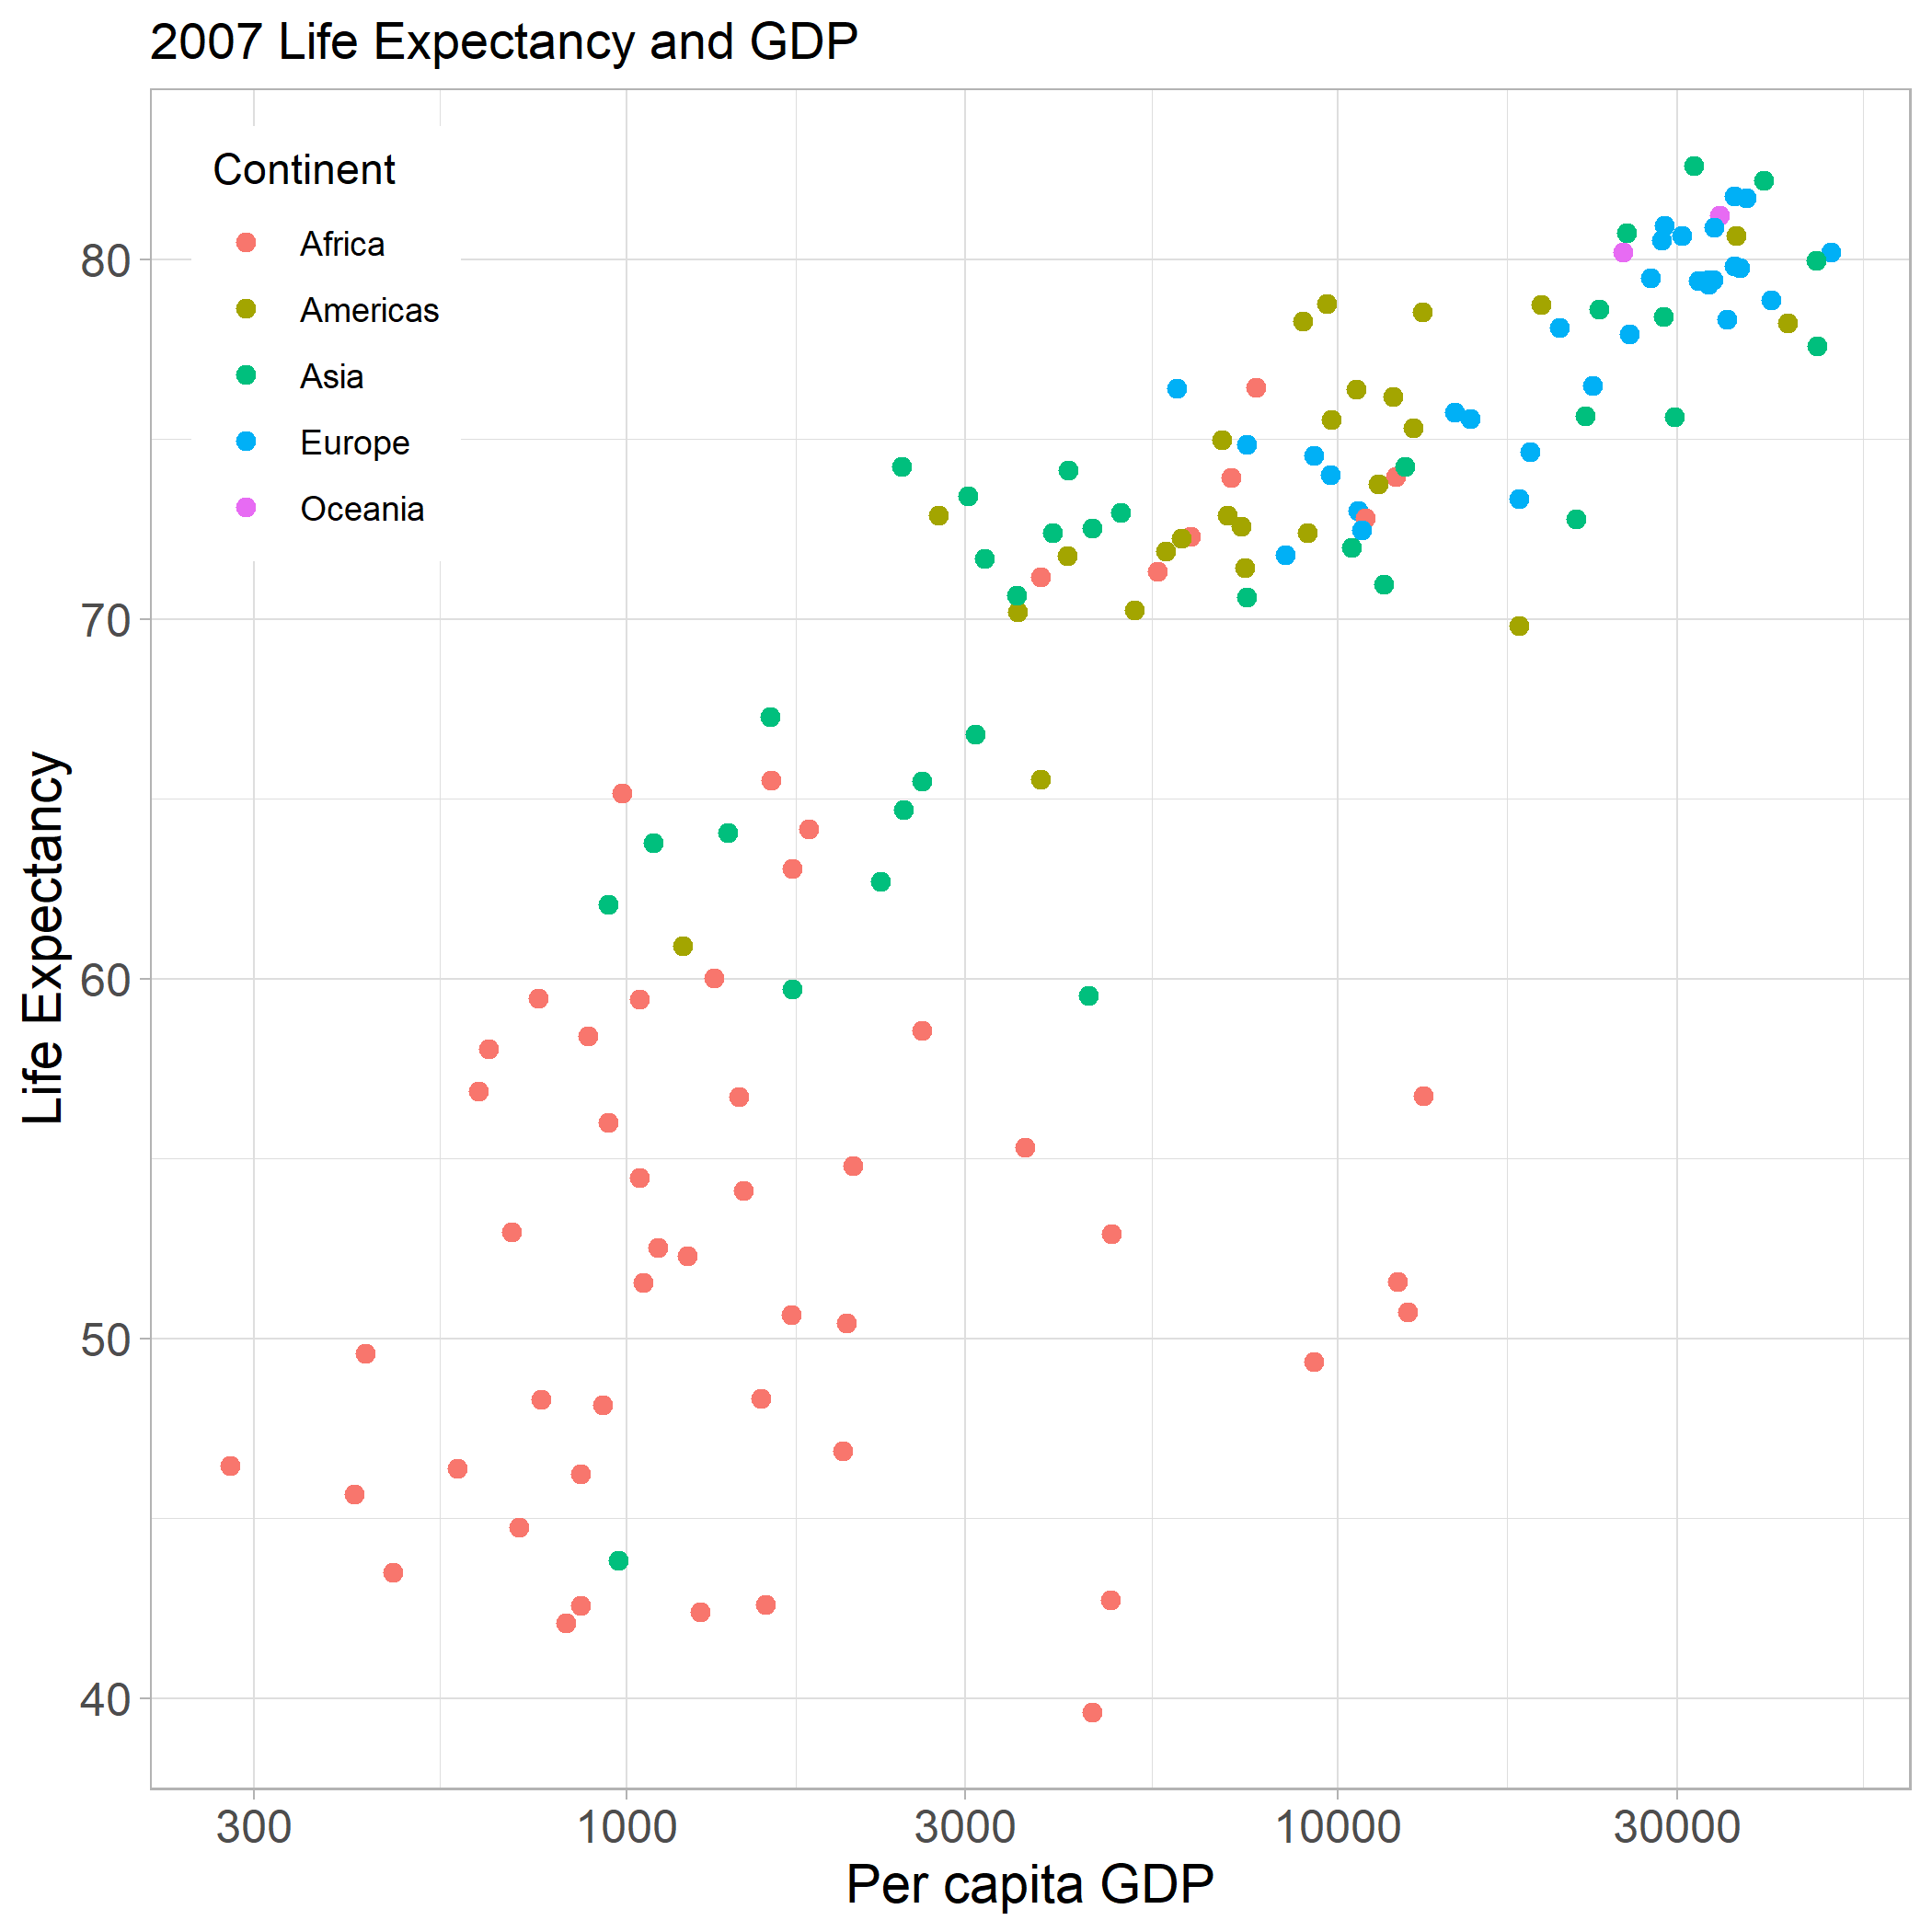 2007 Life Expectancy and GDP
Continent
Africa
Americas
Asia
Europe
Oceania
Life Expectancy
80
70
60
50
40
300 1000 3000 10000 30000
Per capita GDP